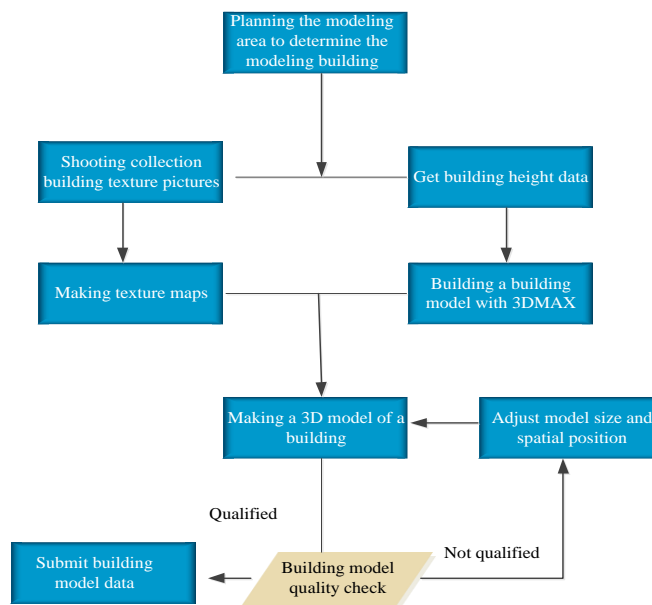 Planning the modeling
area to determine the
modeling building
Shooting collection
building texture pictures
Get building height data
Making texture maps
Building a building
model with 3DMAX
Making a 3D model of a
building
Adjust model size and
spatial position
Qualified
Not qualified
Submit building
model data
Building model
quality check